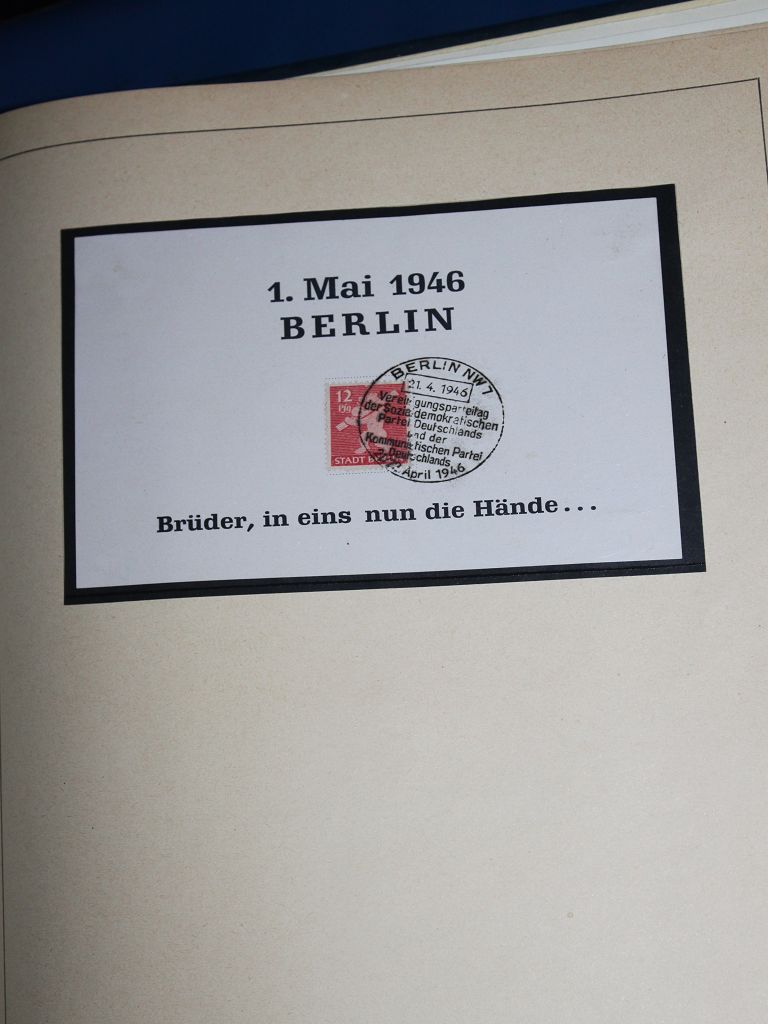 1. Mai 1946
BERLIN
12
Pfg
STADT
BERLIN NW 7
21. 4. 1946
Vereinigungsparteitag
der Sozialdemokratischen
Partei Deutschlands
und der
Kommunistischen Partei
Deutschlands
April 1946
Brüder, in eins nun die Hände...